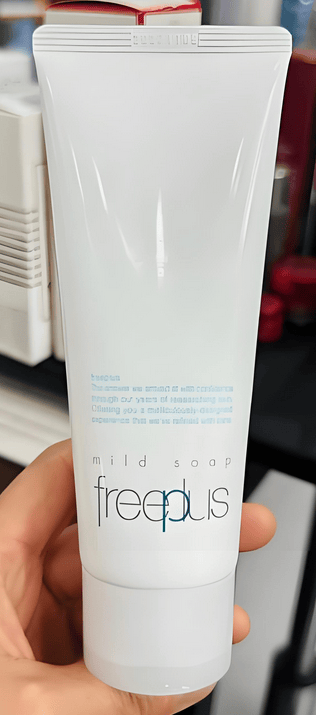 freeplus
The answer we arrived at with confidence
through our years of researching skin.
Offering you a meticulously-designed
experience that we've refined with care.
mild soap
freeplus